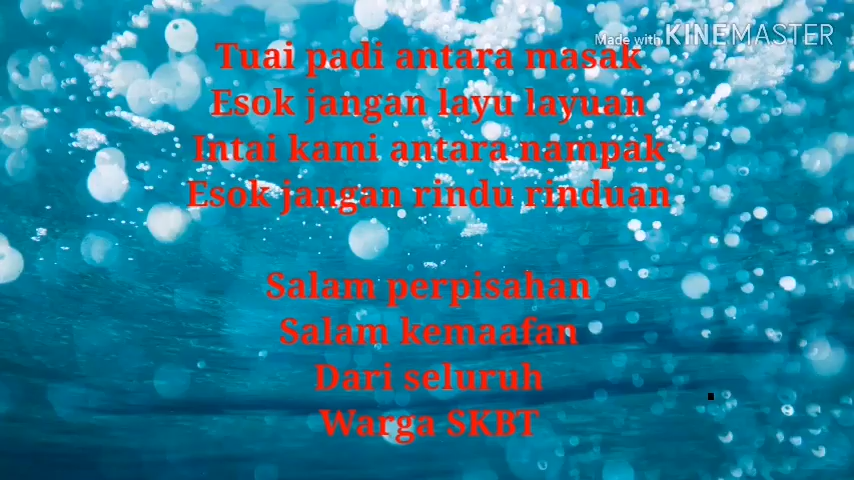 Made with KINEMASTER
Tuai padi antara masak
Esok jangan layu layuan
Intai kami antara nampak
Esok jangan rindu rinduan
Salam perpisahan
Salam kemaafan
Dari seluruh
Warga SKBT